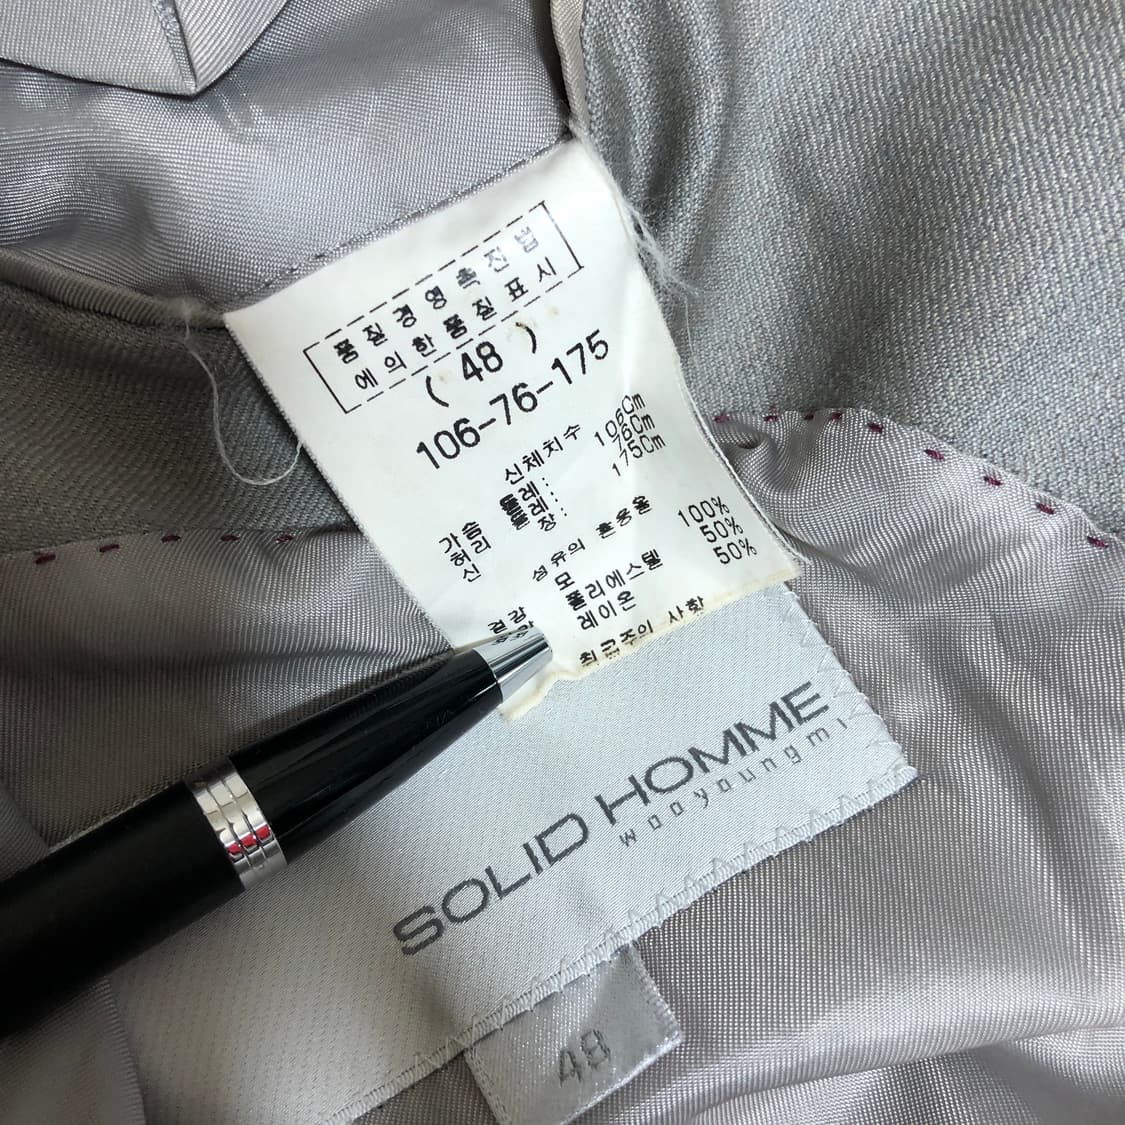 품질경영촉진법
에의한품질표시
( 48 )
106-76-175
신체치수
가슴둘레: 106Cm
허리둘레: 76Cm
신 장: 175Cm
섬유의 혼용율
겉감 모 100%
폴리에스텔 50%
레이온 50%
취급주의 사항
SOLID HOMME
wooyoungmi
48